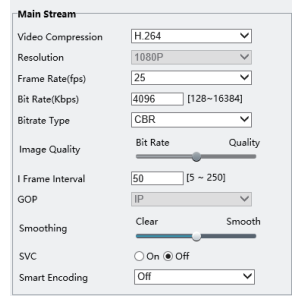 Main Stream
Video Compression H.264
Resolution 1080P
Frame Rate(fps) 25
Bit Rate(Kbps) 4096 [128~16384]
Bitrate Type CBR
Image Quality Bit Rate Quality
I Frame Interval 50 [5 ~ 250]
GOP IP
Smoothing Clear Smooth
SVC On Off
Smart Encoding Off